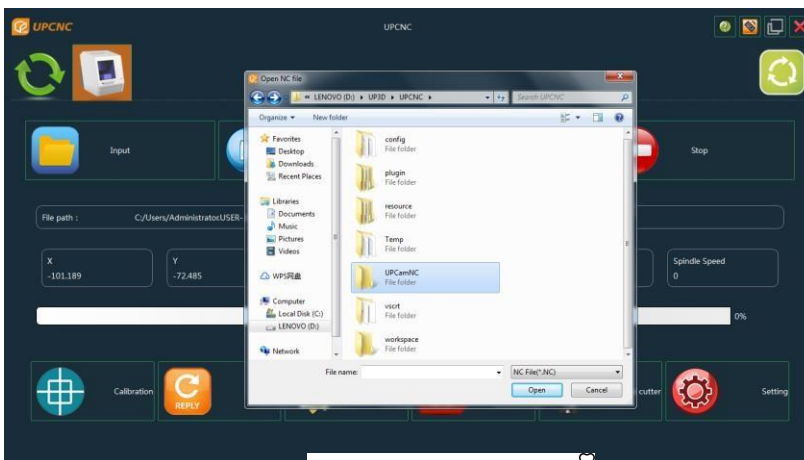 UPCNC
UPCNC
Open NC file
LENOVO (D:) ▸ UP3D ▸ UPCNC ▸
Search UPCNC
Organize
New folder
Input
Stop
Favorites
Desktop
Downloads
Recent Places
Libraries
Documents
Music
Pictures
Videos
WPS网盘
Computer
Local Disk (C:)
LENOVO (D:)
Network
config
File folder
plugin
File folder
resource
File folder
Temp
File folder
UPCamNC
File folder
vscrt
File folder
workspace
File folder
File path :
C:/Users/Administrator.USER-
X
-101.189
Y
-72.485
Spindle Speed
0
0%
File name:
NC File(*.NC)
Open
Cancel
Calibration
REPLY
cutter
Setting